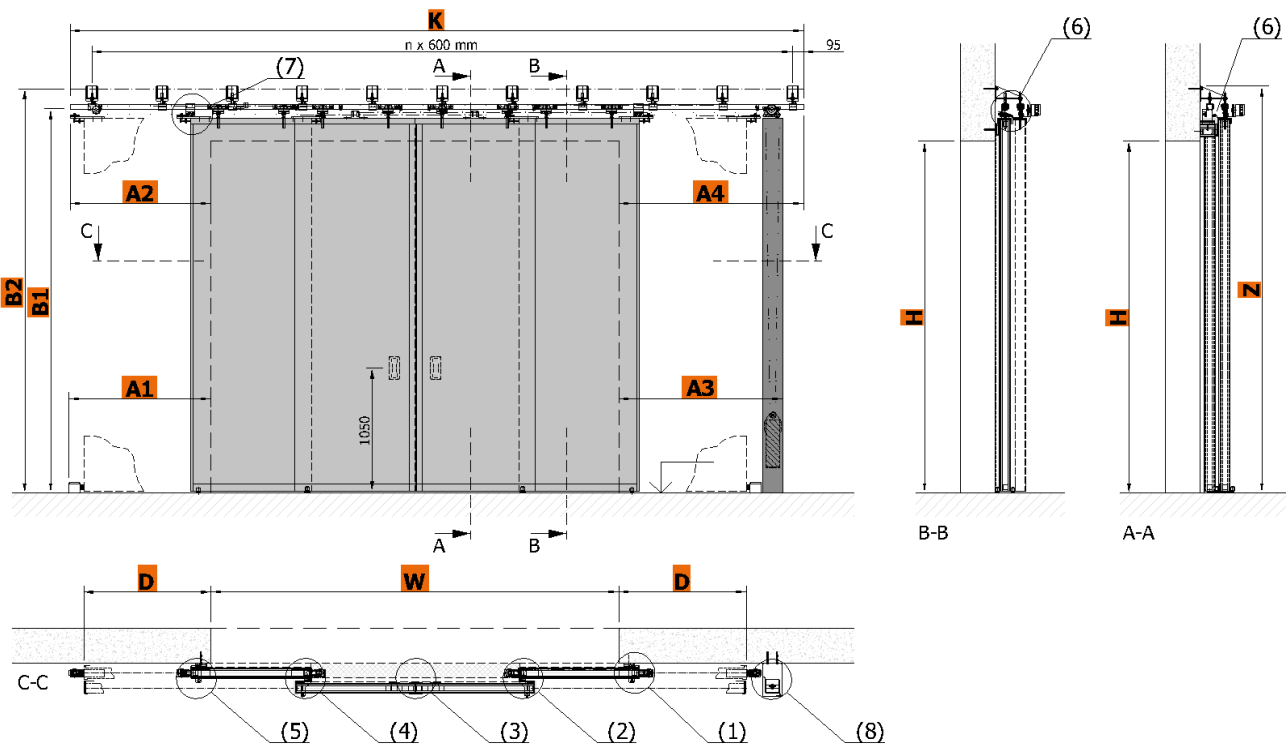 K
n x 600 mm
95
(6)
(6)
A
B
(7)
A2
A4
C
C
B2
B1
H
H
Z
A1
A3
1050
A
B
B-B
A-A
D
W
D
C-C
(5)
(4)
(3)
(2)
(1)
(8)